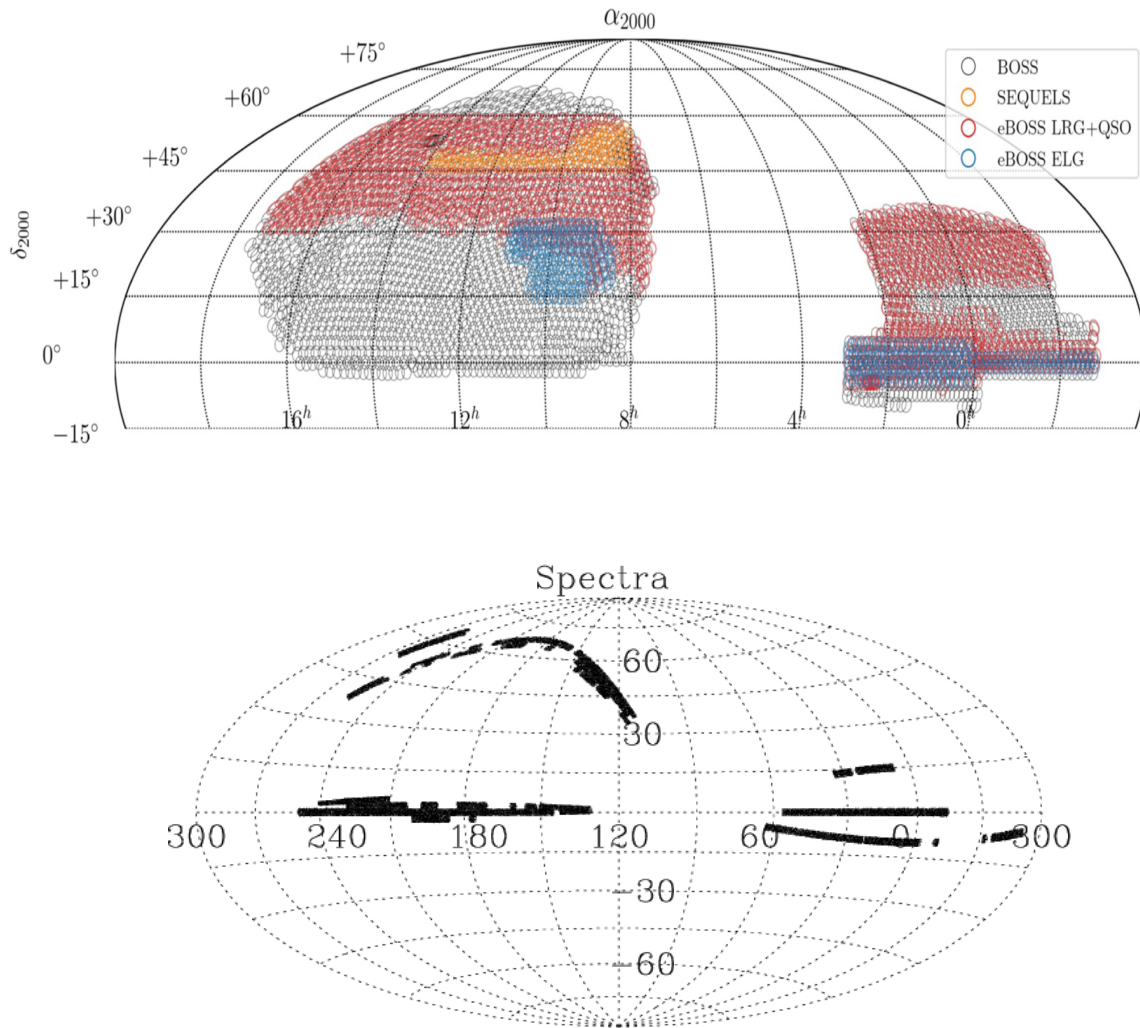 α₂₀₀₀
+75°
+60°
+45°
+30°
+15°
0°
−15°
δ₂₀₀₀
BOSS
SEQUELS
eBOSS LRG+QSO
eBOSS ELG
16ʰ 12ʰ 8ʰ 4ʰ 0ʰ
Spectra
60
30
300 240 180 120 60 0 300
−30
−60